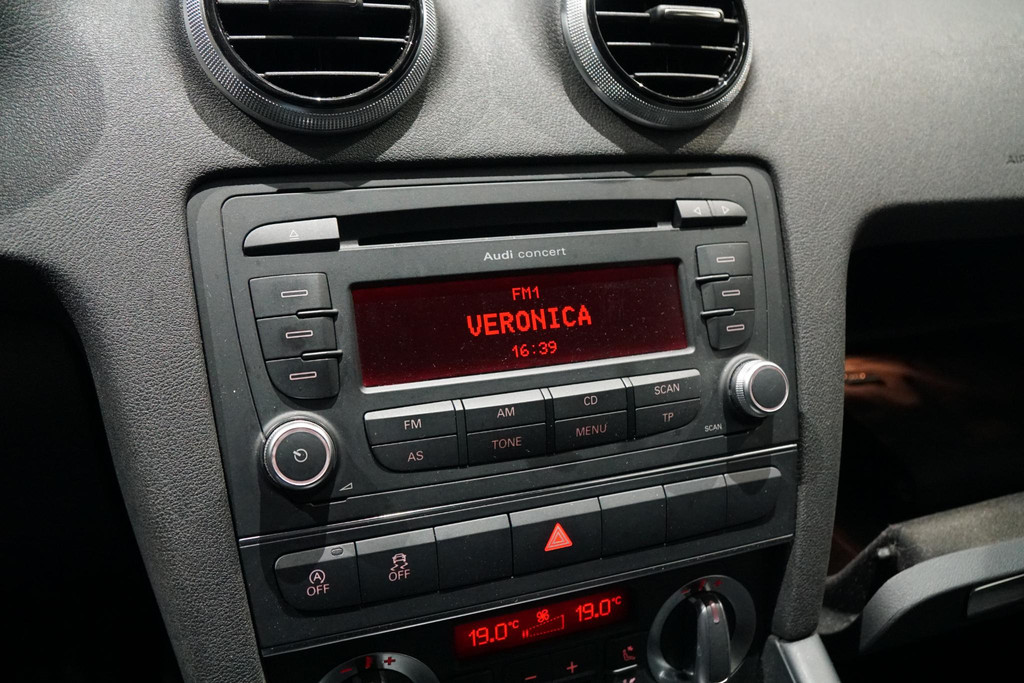 Audi concert
FM1
VERONICA
16:39
FM AM CD SCAN
AS TONE MENU TP
SCAN
A
OFF OFF
19.0°C 19.0°C